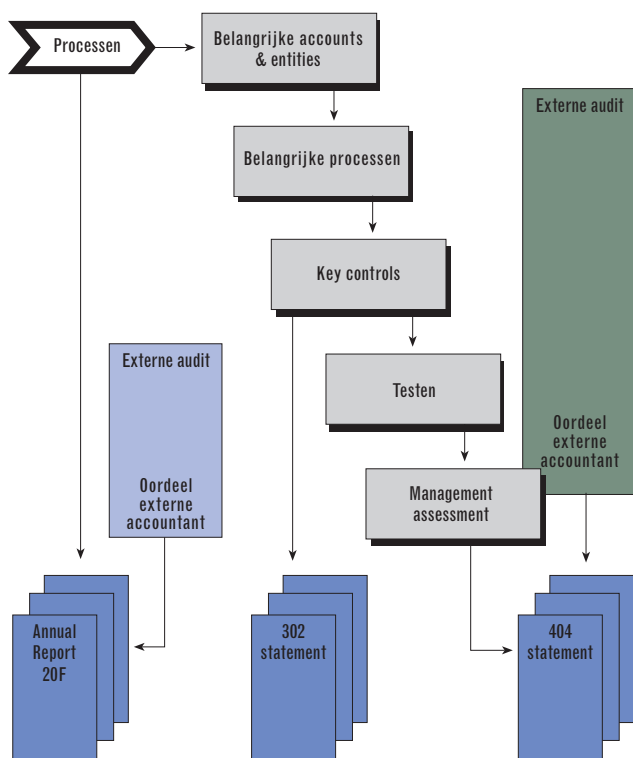 Processen
Belangrijke accounts
& entities
Externe audit
Belangrijke processen
Key controls
Externe audit
Testen
Oordeel
externe
accountant
Management
assessment
Oordeel
externe
accountant
Annual
Report
20F
302
statement
404
statement